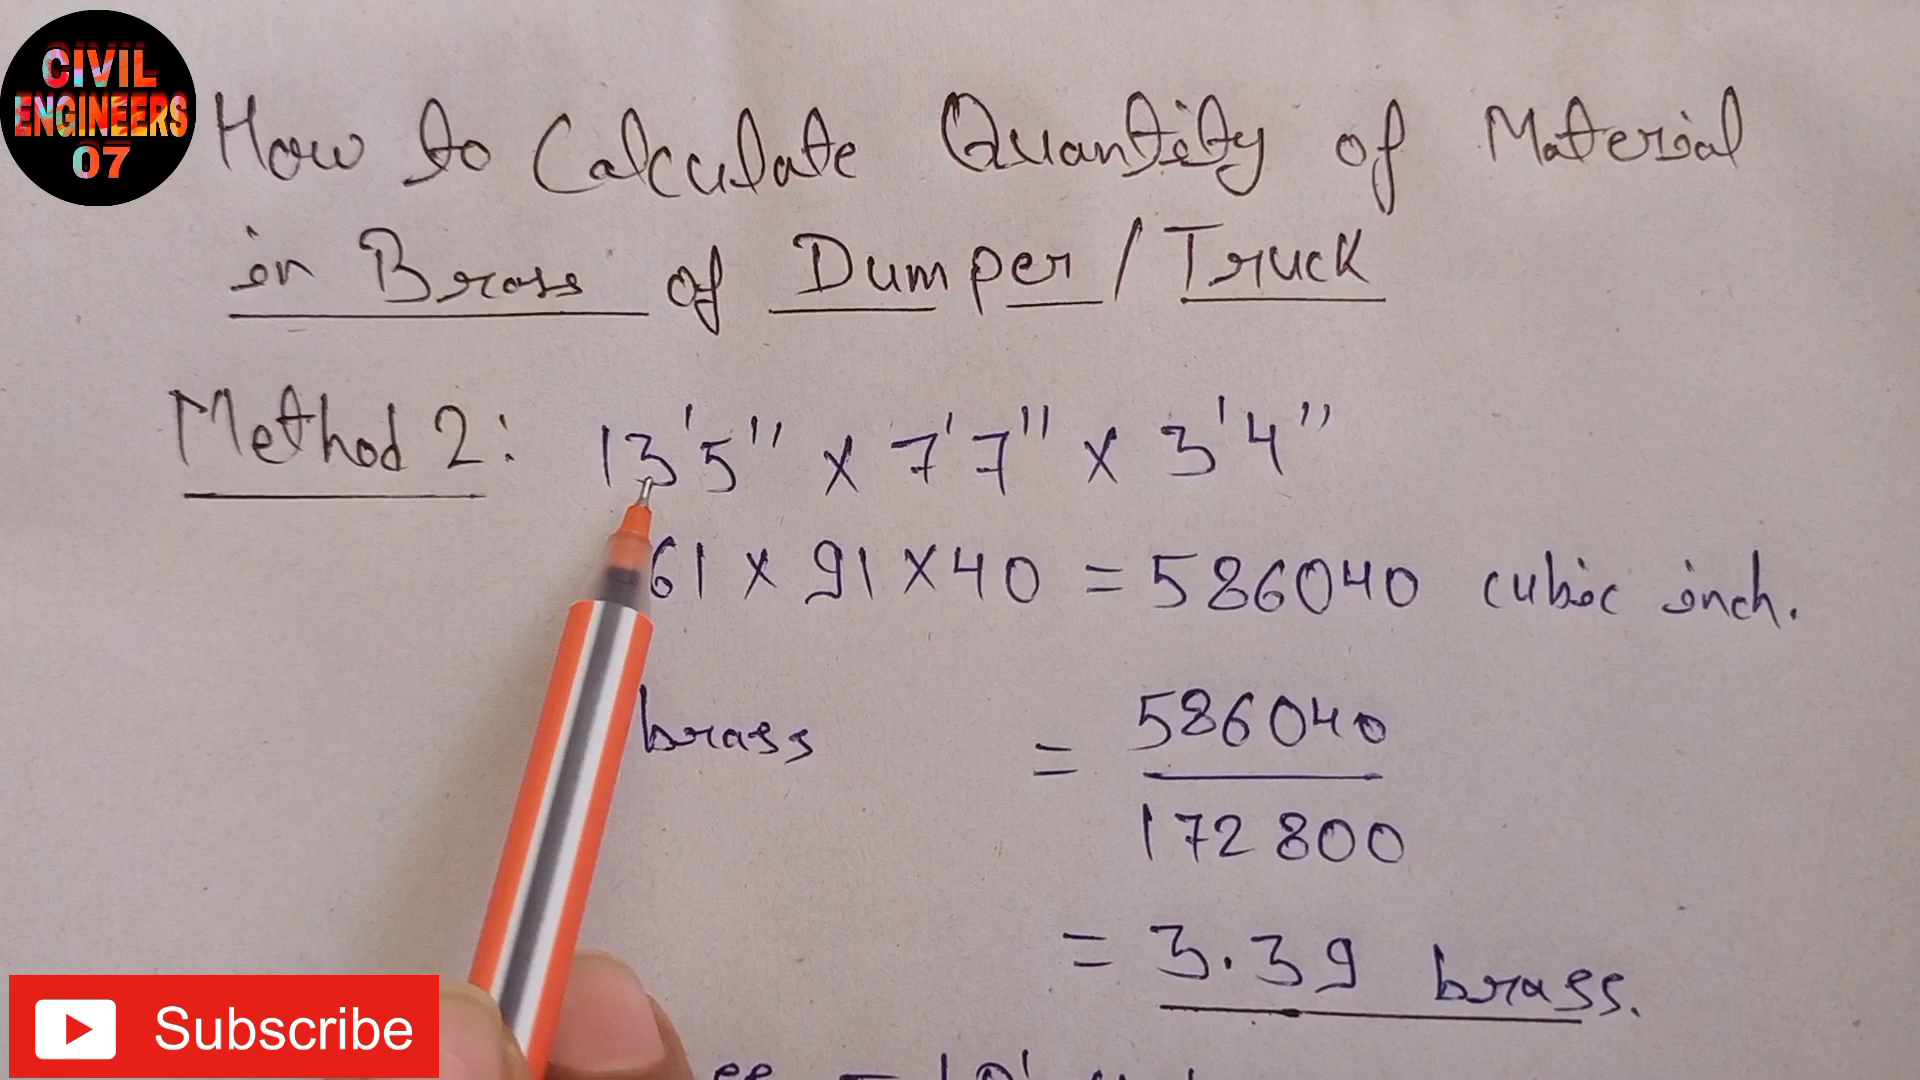 CIVIL
ENGINEERS
07
How to Calculate Quantity of Material
in Brass of Dumper / Truck
Method 2: 13'5" x 7'7" x 3'4"
61 x 91 x 40 = 586040 cubic inch.
brass = 586040
172800
= 3.39 brass.
Subscribe